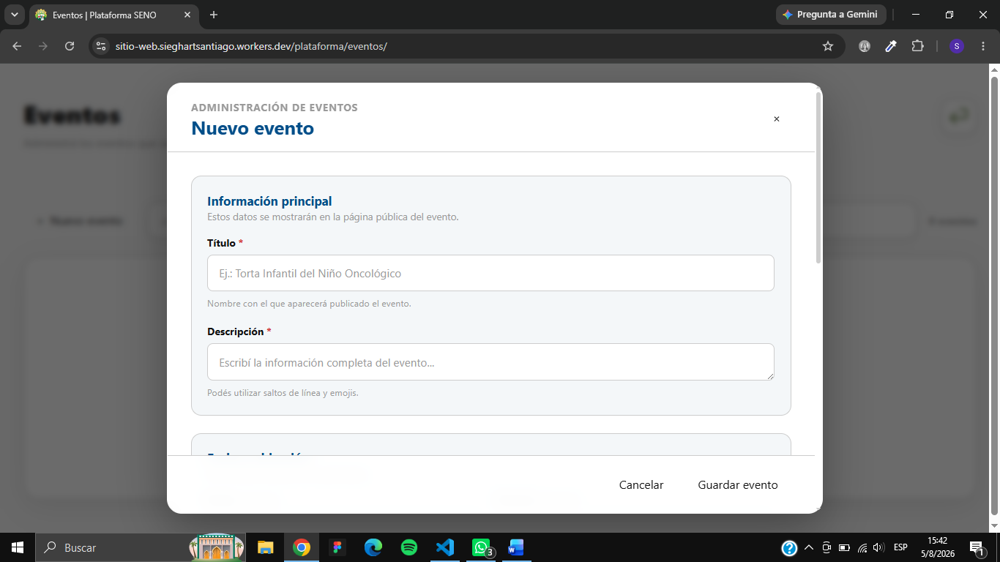 Eventos | Plataforma SENO
Pregunta a Gemini
sitio-web.sieghartsantiago.workers.dev/plataforma/eventos/
S
Eventos
Nuevo evento
ADMINISTRACIÓN DE EVENTOS
Nuevo evento
Información principal
Estos datos se mostrarán en la página pública del evento.
Título *
Ej.: Torta Infantil del Niño Oncológico
Nombre con el que aparecerá publicado el evento.
Descripción *
Escribí la información completa del evento...
Podés utilizar saltos de línea y emojis.
Cancelar
Guardar evento
Buscar
3
ESP
15:42
5/8/2026
1